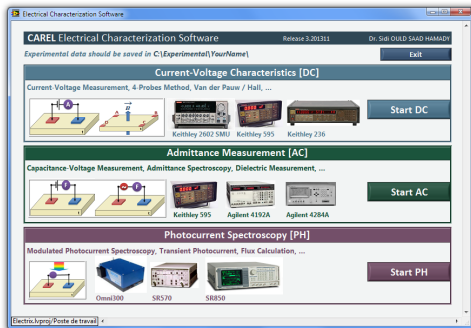 Electrical Characterization Software
CAREL Electrical Characterization Software Release 3.201311 Dr. Sidi OULD SAAD HAMADY
Experimental data should be saved in C:\Experimental\YourName\ Exit
Current-Voltage Characteristics [DC]
Current-Voltage Measurement, 4-Probes Method, Van der Pauw / Hall, ...
A
B
Start DC
Keithley 2602 SMU Keithley 595 Keithley 236
Admittance Measurement [AC]
Capacitance-Voltage Measurement, Admittance Spectroscopy, Dielectric Measurement, ...
Start AC
Keithley 595 Agilent 4192A Agilent 4284A
Photocurrent Spectroscopy [PH]
Modulated Photocurrent Spectroscopy, Transient Photocurrent, Flux Calculation, ...
Start PH
Omni300 SR570 SR850
Electrix.lvproj/Poste de travail